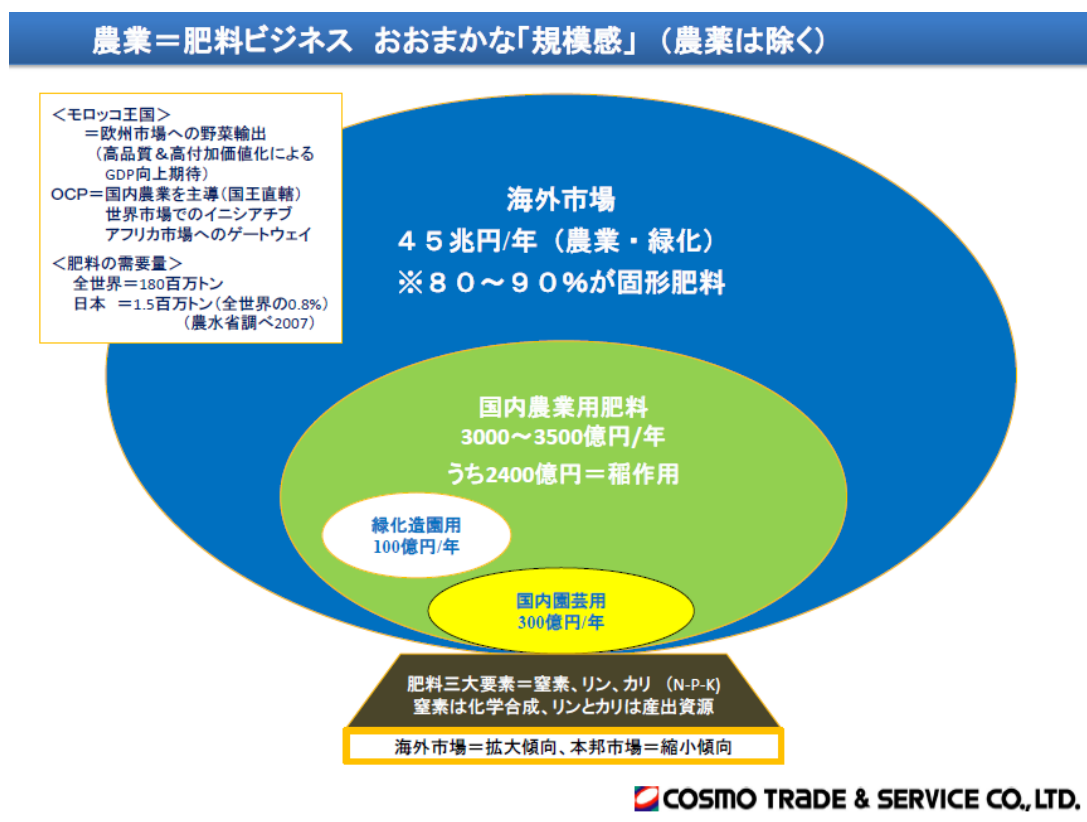 農業＝肥料ビジネス　おおまかな「規模感」（農薬は除く）
＜モロッコ王国＞
＝欧州市場への野菜輸出
（高品質＆高付加価値化による
GDP向上期待）
OCP＝国内農業を主導（国王直轄）
世界市場でのイニシアチブ
アフリカ市場へのゲートウェイ
＜肥料の需要量＞
全世界＝180百万トン
日本　＝1.5百万トン（全世界の0.8%）
（農水省調べ2007）
海外市場
４５兆円/年（農業・緑化）
※８０～９０％が固形肥料
国内農業用肥料
3000～3500億円/年
うち2400億円＝稲作用
緑化造園用
100億円/年
国内園芸用
300億円/年
肥料三大要素＝窒素、リン、カリ　（N-P-K)
窒素は化学合成、リンとカリは産出資源
海外市場＝拡大傾向、本邦市場＝縮小傾向
COSMO TRADE & SERVICE CO., LTD.